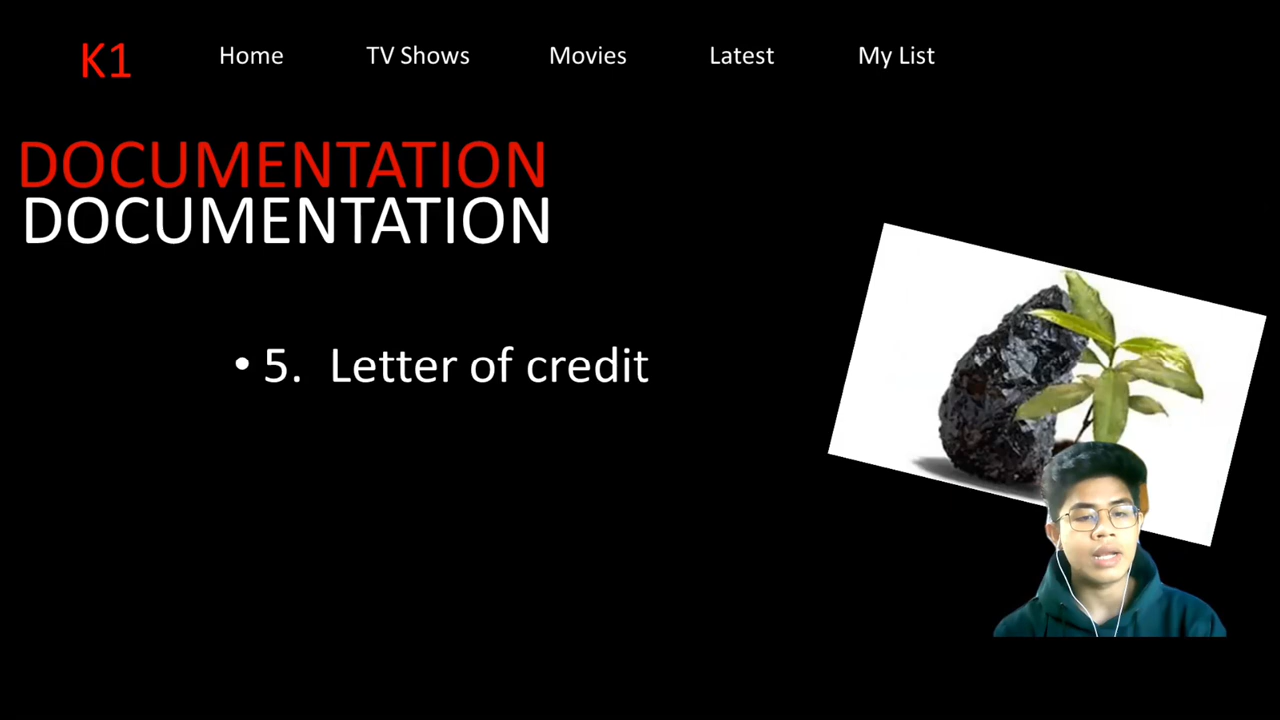 K1 Home TV Shows Movies Latest My List
DOCUMENTATION
DOCUMENTATION
• 5. Letter of credit